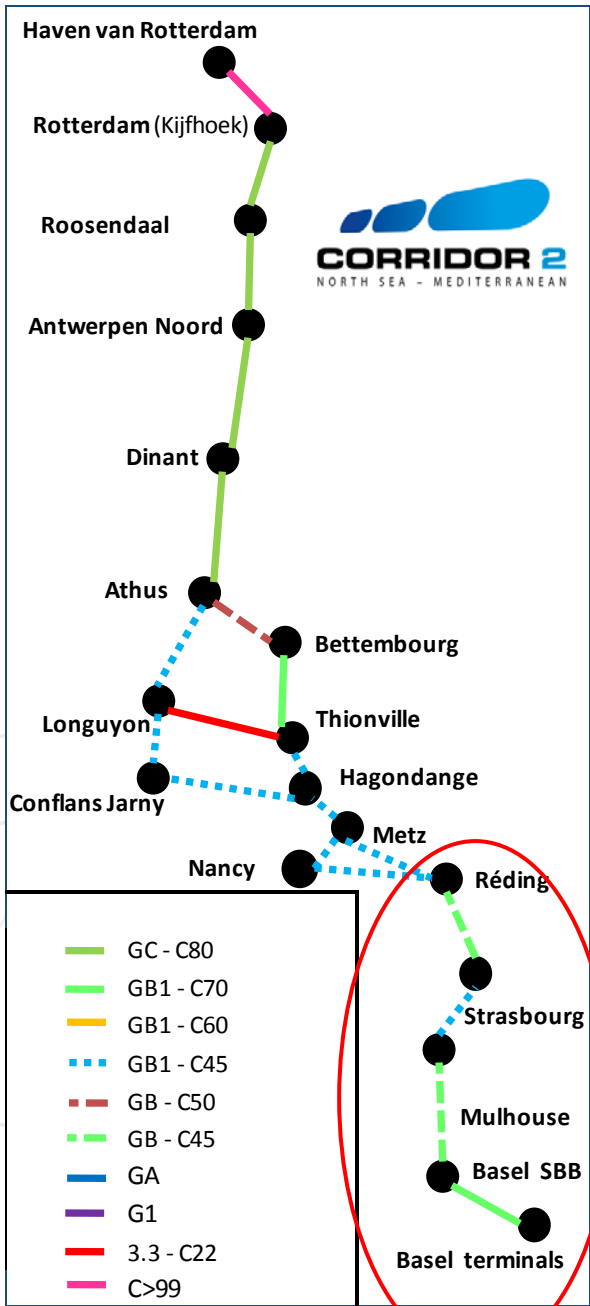 Haven van Rotterdam
Rotterdam (Kijfhoek)
Roosendaal
CORRIDOR 2
NORTH SEA – MEDITERRANEAN
Antwerpen Noord
Dinant
Athus
Bettembourg
Longuyon
Thionville
Hagondange
Conflans Jarny
Metz
Nancy
Réding
Strasbourg
Mulhouse
Basel SBB
Basel terminals
GC - C80
GB1 - C70
GB1 - C60
GB1 - C45
GB - C50
GB - C45
GA
G1
3.3 - C22
C>99